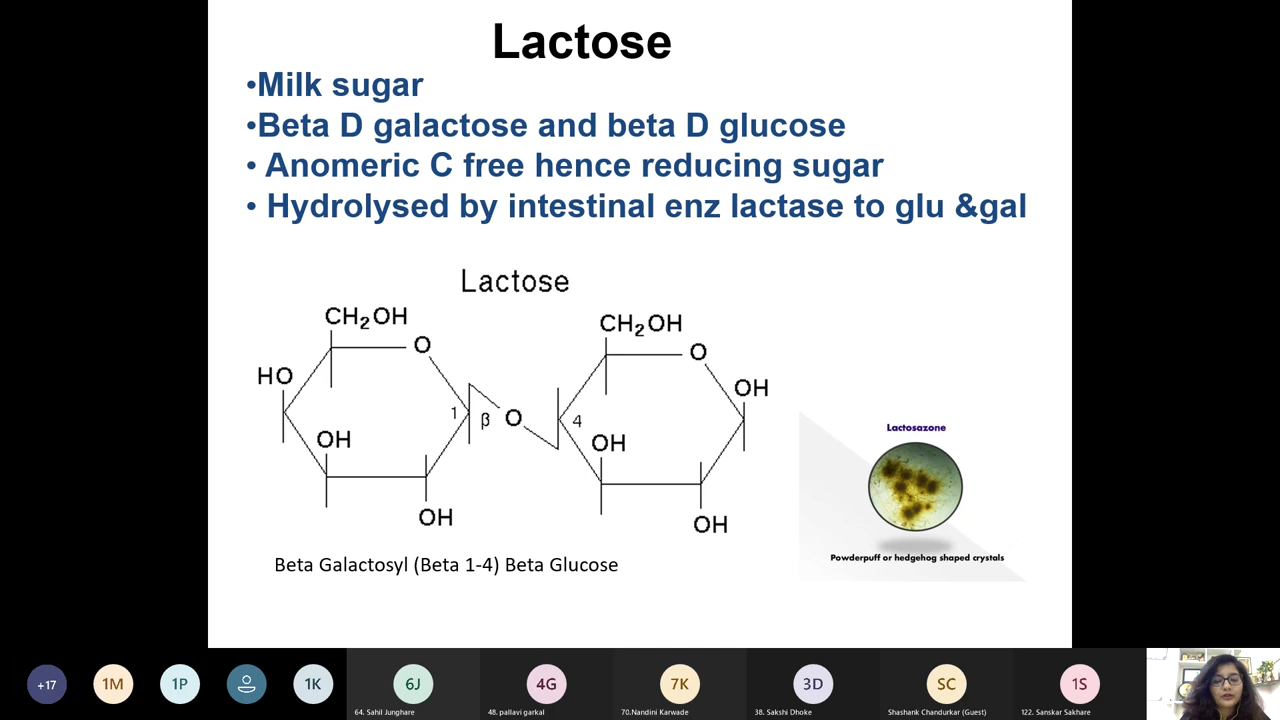 Lactose
•Milk sugar
•Beta D galactose and beta D glucose
• Anomeric C free hence reducing sugar
• Hydrolysed by intestinal enz lactase to glu &gal
Lactose
CH₂OH
O
HO
OH
OH
1
β
O
CH₂OH
O
OH
4
OH
OH
Beta Galactosyl (Beta 1-4) Beta Glucose
Lactosazone
Powderpuff or hedgehog shaped crystals
+17
1M
1P
1K
6J
64. Sahil Junghare
4G
48. pallavi garkal
7K
70.Nandini Karwade
3D
38. Sakshi Dhoke
SC
Shashank Chandurkar (Guest)
1S
122. Sanskar Sakhare